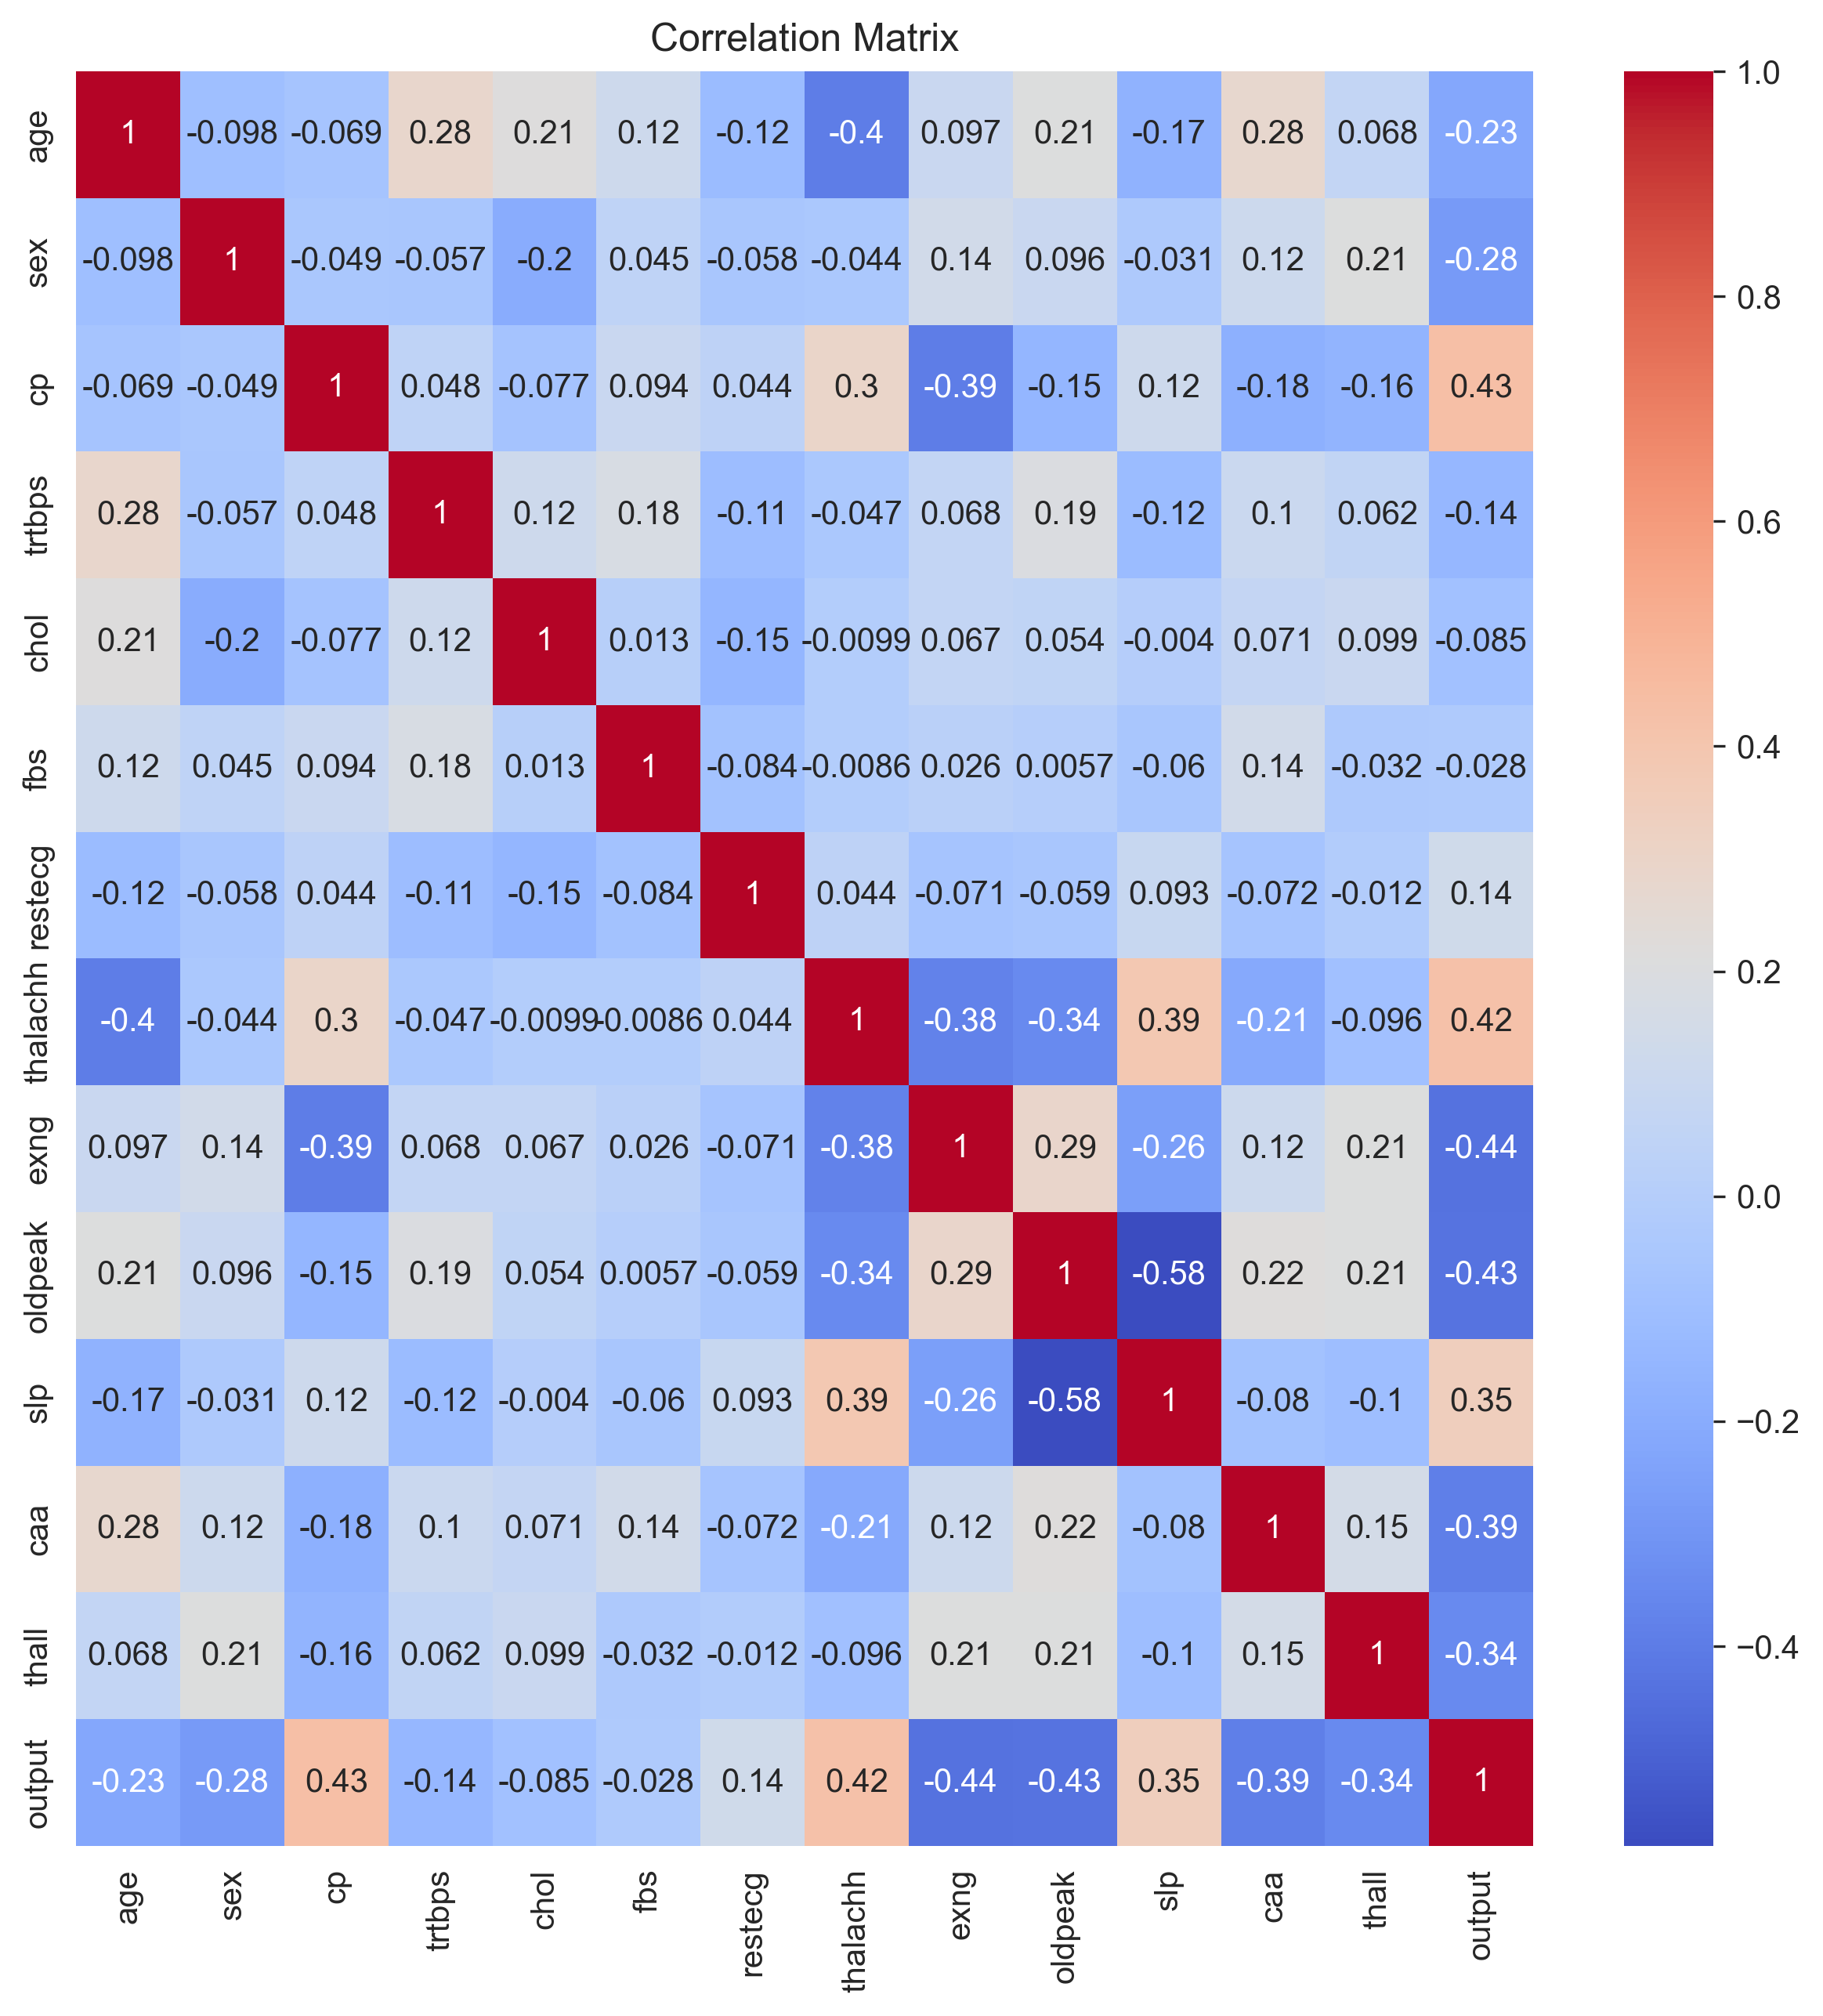 Correlation Matrix
age 1 -0.098 -0.069 0.28 0.21 0.12 -0.12 -0.4 0.097 0.21 -0.17 0.28 0.068 -0.23
sex -0.098 1 -0.049 -0.057 -0.2 0.045 -0.058 -0.044 0.14 0.096 -0.031 0.12 0.21 -0.28
cp -0.069 -0.049 1 0.048 -0.077 0.094 0.044 0.3 -0.39 -0.15 0.12 -0.18 -0.16 0.43
trtbps 0.28 -0.057 0.048 1 0.12 0.18 -0.11 -0.047 0.068 0.19 -0.12 0.1 0.062 -0.14
chol 0.21 -0.2 -0.077 0.12 1 0.013 -0.15 -0.0099 0.067 0.054 -0.004 0.071 0.099 -0.085
fbs 0.12 0.045 0.094 0.18 0.013 1 -0.084 -0.0086 0.026 0.0057 -0.06 0.14 -0.032 -0.028
restecg -0.12 -0.058 0.044 -0.11 -0.15 -0.084 1 0.044 -0.071 -0.059 0.093 -0.072 -0.012 0.14
thalachh -0.4 -0.044 0.3 -0.047 -0.0099 -0.0086 0.044 1 -0.38 -0.34 0.39 -0.21 -0.096 0.42
exng 0.097 0.14 -0.39 0.068 0.067 0.026 -0.071 -0.38 1 0.29 -0.26 0.12 0.21 -0.44
oldpeak 0.21 0.096 -0.15 0.19 0.054 0.0057 -0.059 -0.34 0.29 1 -0.58 0.22 0.21 -0.43
slp -0.17 -0.031 0.12 -0.12 -0.004 -0.06 0.093 0.39 -0.26 -0.58 1 -0.08 -0.1 0.35
caa 0.28 0.12 -0.18 0.1 0.071 0.14 -0.072 -0.21 0.12 0.22 -0.08 1 0.15 -0.39
thall 0.068 0.21 -0.16 0.062 0.099 -0.032 -0.012 -0.096 0.21 0.21 -0.1 0.15 1 -0.34
output -0.23 -0.28 0.43 -0.14 -0.085 -0.028 0.14 0.42 -0.44 -0.43 0.35 -0.39 -0.34 1
age sex cp trtbps chol fbs restecg thalachh exng oldpeak slp caa thall output
1.0
0.8
0.6
0.4
0.2
0.0
−0.2
−0.4